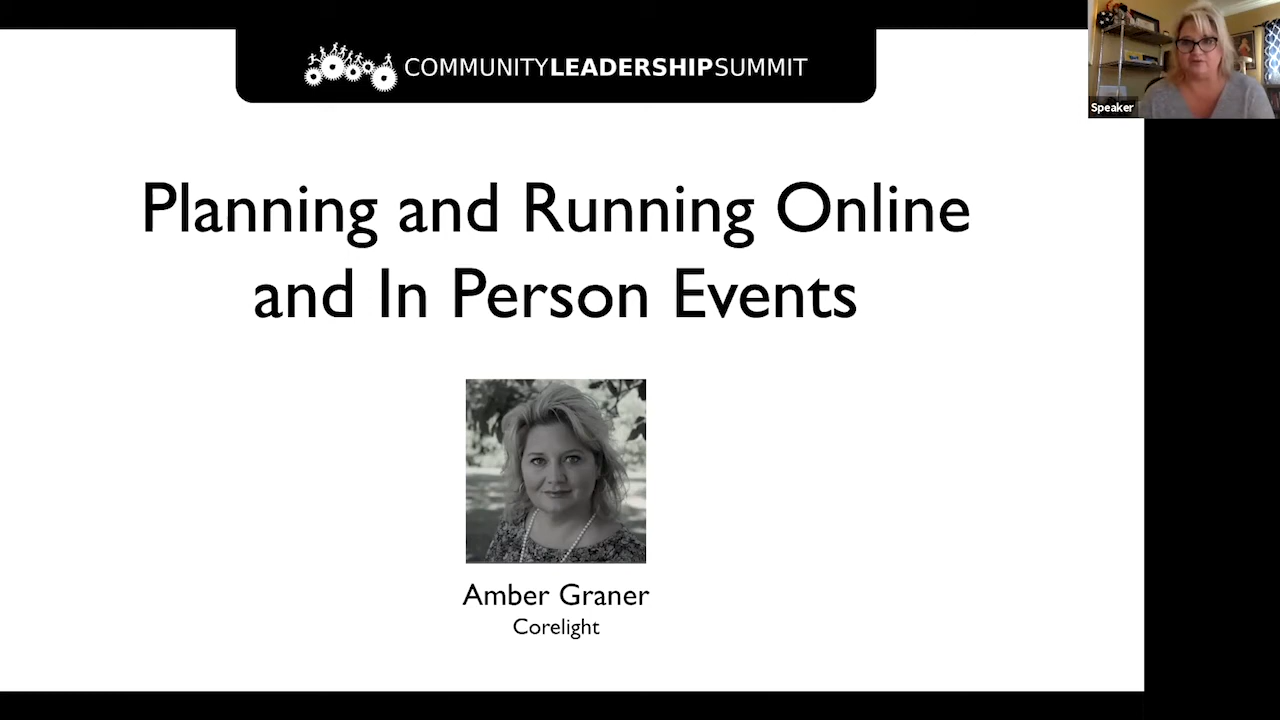 COMMUNITYLEADERSHIPSUMMIT
Speaker
Planning and Running Online
and In Person Events
Amber Graner
Corelight